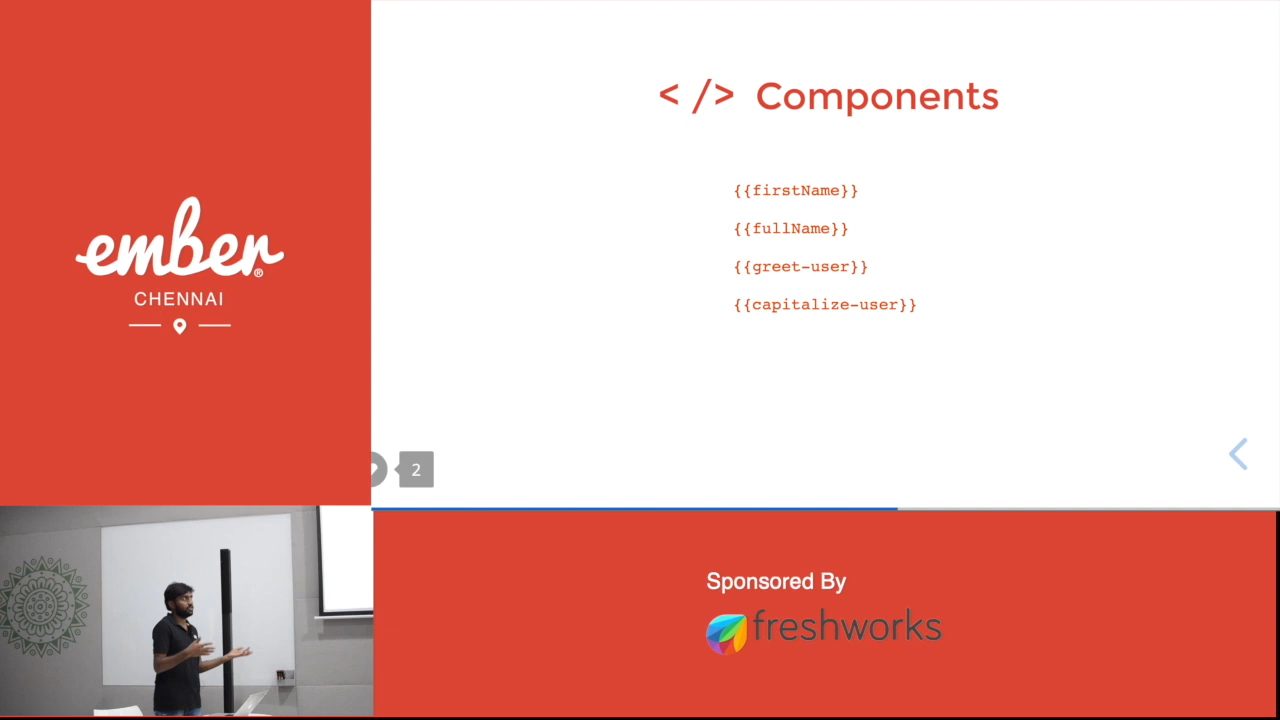 ember®
CHENNAI
< /> Components
{{firstName}}
{{fullName}}
{{greet-user}}
{{capitalize-user}}
2
Sponsored By
freshworks